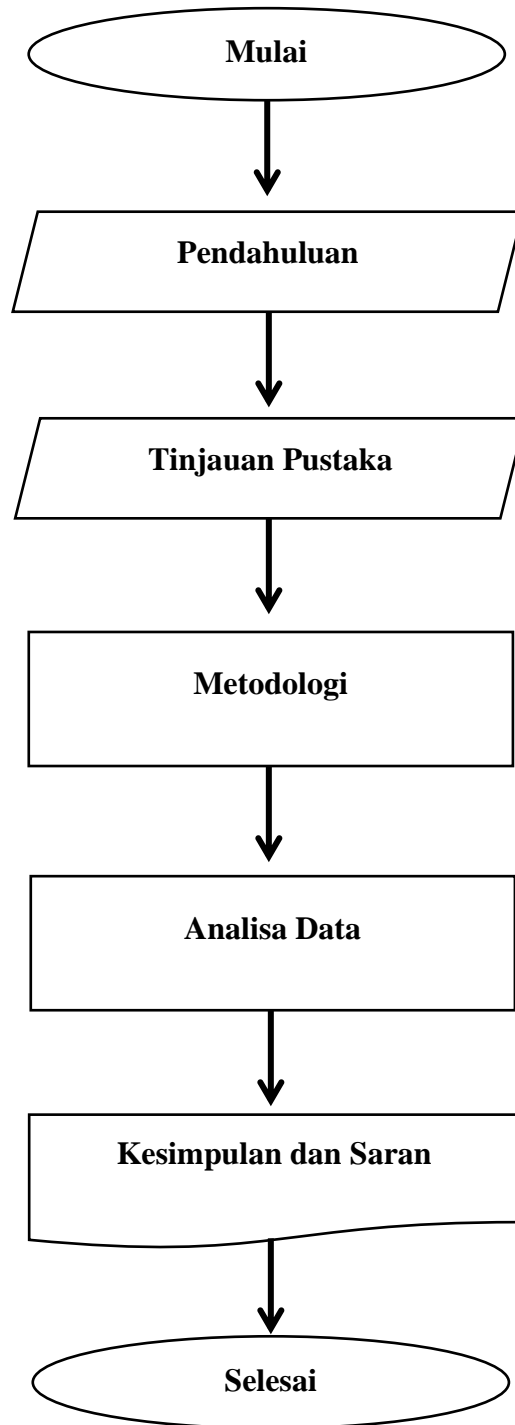 Mulai
Pendahuluan
Tinjauan Pustaka
Metodologi
Analisa Data
Kesimpulan dan Saran
Selesai